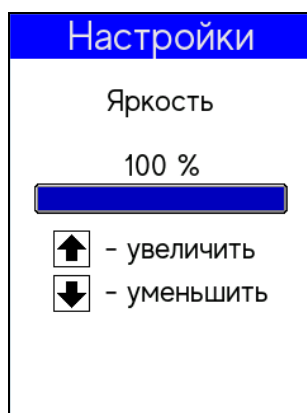 Настройки
Яркость
100 %
- увеличить
- уменьшить